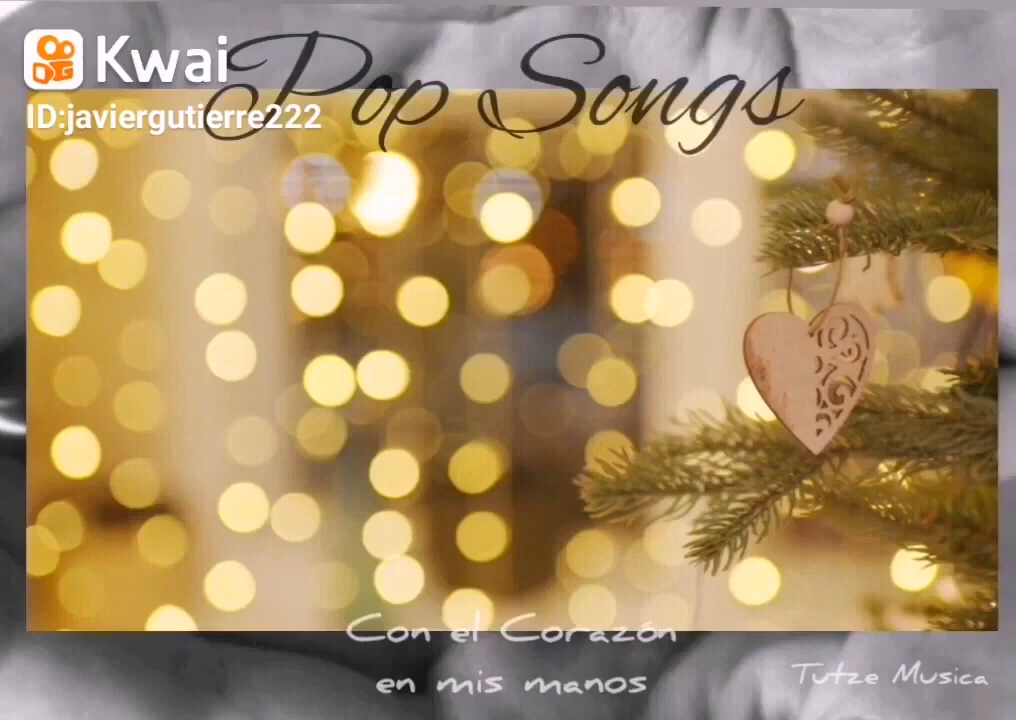 Kwai
Pop Songs
ID:javiergutierre222
Con el Corazón
en mis manos
Tutze Musica